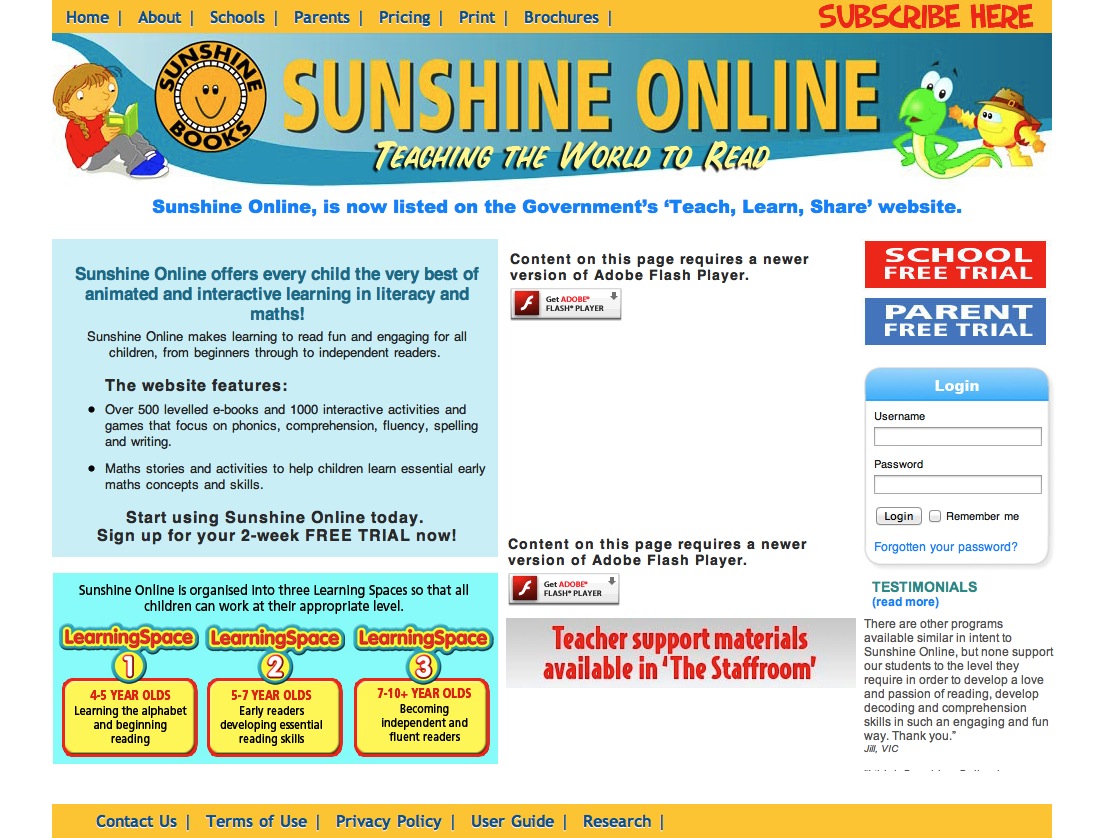 Home | About | Schools | Parents | Pricing | Print | Brochures |
SUBSCRIBE HERE
SUNSHINE
BOOKS
SUNSHINE ONLINE
TEACHING THE WORLD TO READ
Sunshine Online, is now listed on the Government's 'Teach, Learn, Share' website.
Sunshine Online offers every child the very best of
animated and interactive learning in literacy and
maths!
Sunshine Online makes learning to read fun and engaging for all
children, from beginners through to independent readers.
The website features:
• Over 500 levelled e-books and 1000 interactive activities and
games that focus on phonics, comprehension, fluency, spelling
and writing.
• Maths stories and activities to help children learn essential early
maths concepts and skills.
Start using Sunshine Online today.
Sign up for your 2-week FREE TRIAL now!
Sunshine Online is organised into three Learning Spaces so that all
children can work at their appropriate level.
LearningSpace
1
4-5 YEAR OLDS
Learning the alphabet
and beginning
reading
LearningSpace
2
5-7 YEAR OLDS
Early readers
developing essential
reading skills
LearningSpace
3
7-10+ YEAR OLDS
Becoming
independent and
fluent readers
Content on this page requires a newer
version of Adobe Flash Player.
Get ADOBE®
FLASH® PLAYER
Content on this page requires a newer
version of Adobe Flash Player.
Get ADOBE®
FLASH® PLAYER
Teacher support materials
available in 'The Staffroom'
SCHOOL
FREE TRIAL
PARENT
FREE TRIAL
Login
Username
Password
Login
Remember me
Forgotten your password?
TESTIMONIALS
(read more)
There are other programs
available similar in intent to
Sunshine Online, but none support
our students to the level they
require in order to develop a love
and passion of reading, develop
decoding and comprehension
skills in such an engaging and fun
way. Thank you."
Jill, VIC
Contact Us | Terms of Use | Privacy Policy | User Guide | Research |